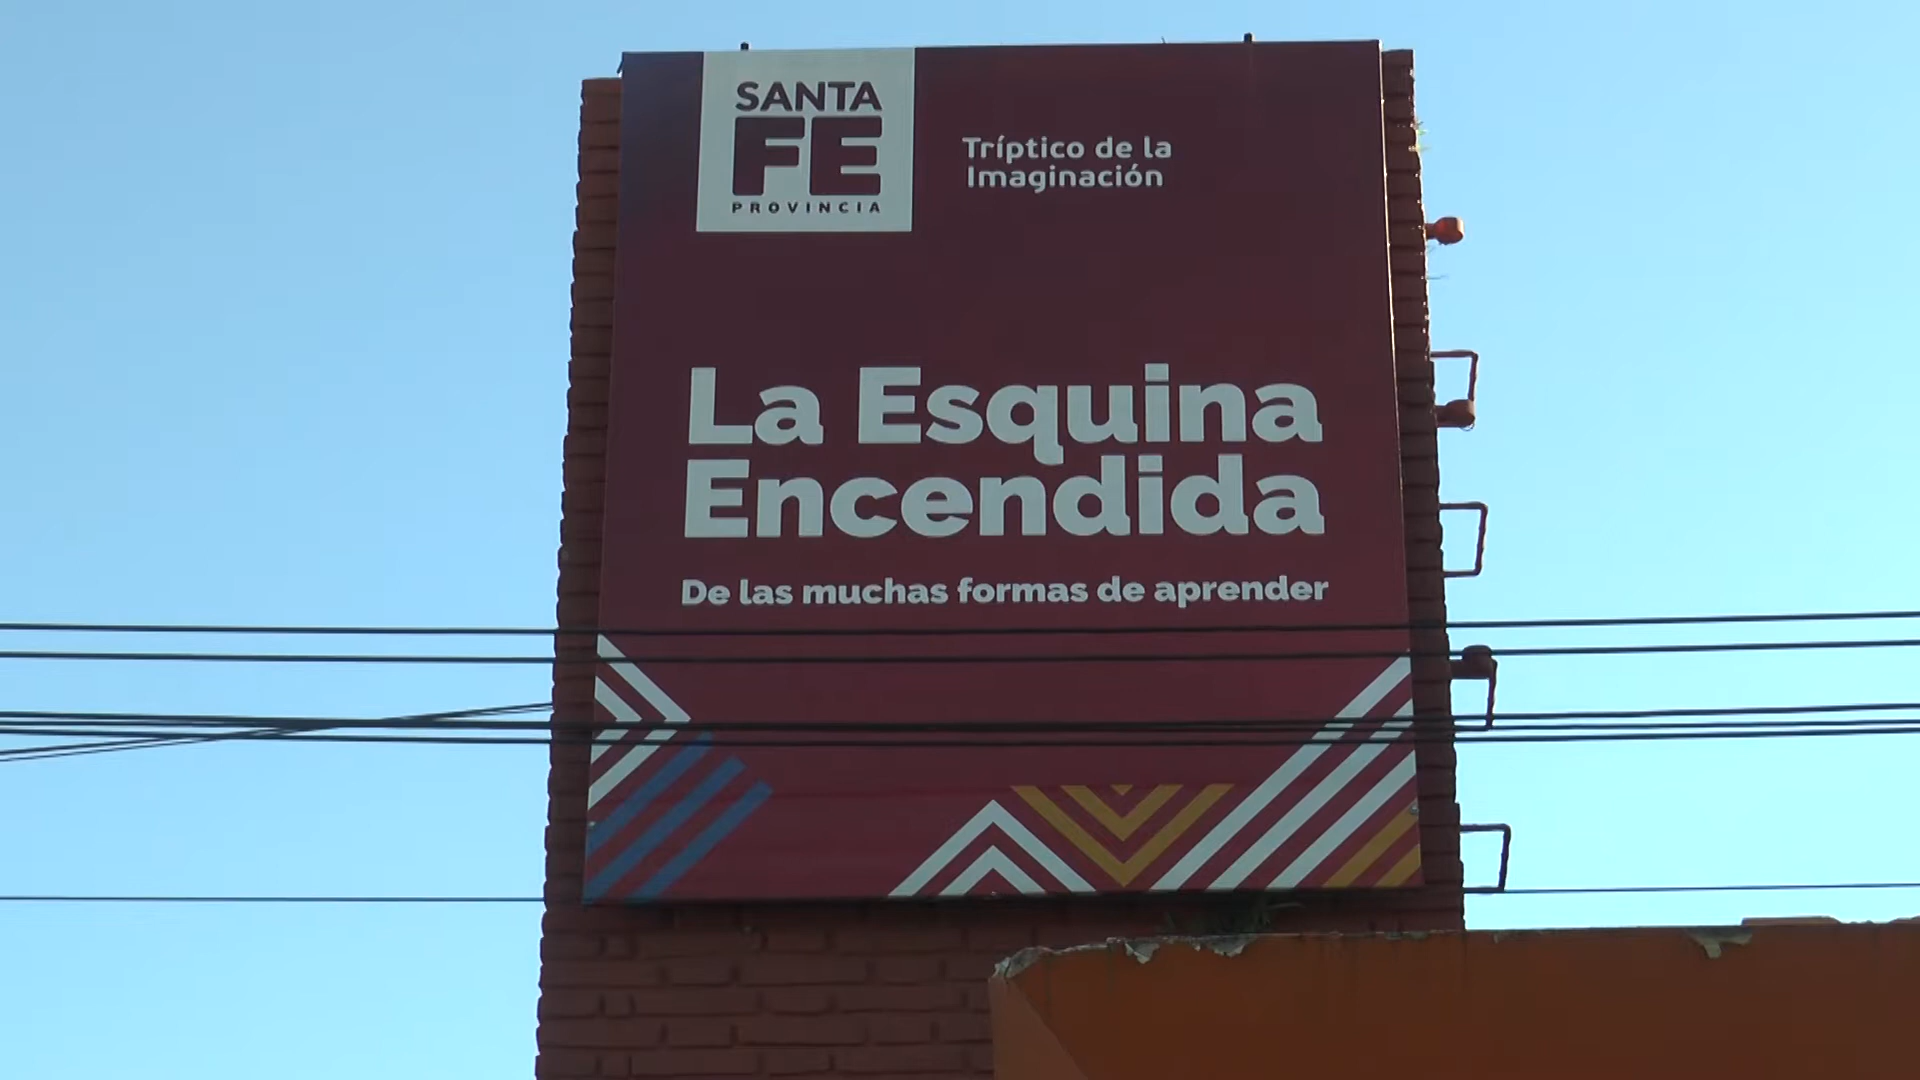 SANTA
FE
PROVINCIA
Tríptico de la
Imaginación
La Esquina
Encendida
De las muchas formas de aprender